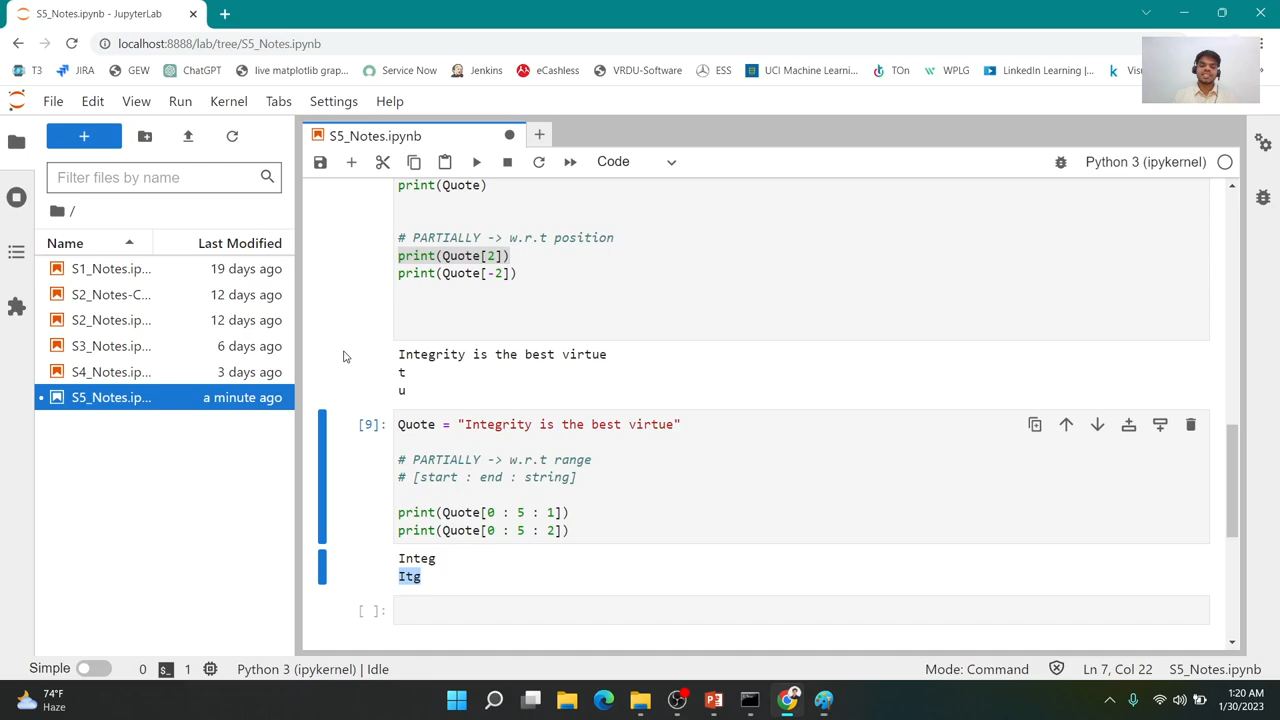 S5_Notes.ipynb - JupyterLab
localhost:8888/lab/tree/S5_Notes.ipynb
T3 JIRA GEW ChatGPT live matplotlib grap... Service Now Jenkins eCashless VRDU-Software ESS UCI Machine Learni... TOn WPLG LinkedIn Learning |... Visu
File Edit View Run Kernel Tabs Settings Help
S5_Notes.ipynb
Filter files by name
Code
Python 3 (ipykernel)
/
Name Last Modified
S1_Notes.ip... 19 days ago
S2_Notes-C... 12 days ago
S2_Notes.ip... 12 days ago
S3_Notes.ip... 6 days ago
S4_Notes.ip... 3 days ago
S5_Notes.ip... a minute ago
print(Quote)
# PARTIALLY -> w.r.t position
print(Quote[2])
print(Quote[-2])
Integrity is the best virtue
t
u
[9]: Quote = "Integrity is the best virtue"
# PARTIALLY -> w.r.t range
# [start : end : string]
print(Quote[0 : 5 : 1])
print(Quote[0 : 5 : 2])
Integ
Itg
[ ]:
Simple 0 1 Python 3 (ipykernel) | Idle Mode: Command Ln 7, Col 22 S5_Notes.ipynb
74°F
Haze
1:20 AM
1/30/2023